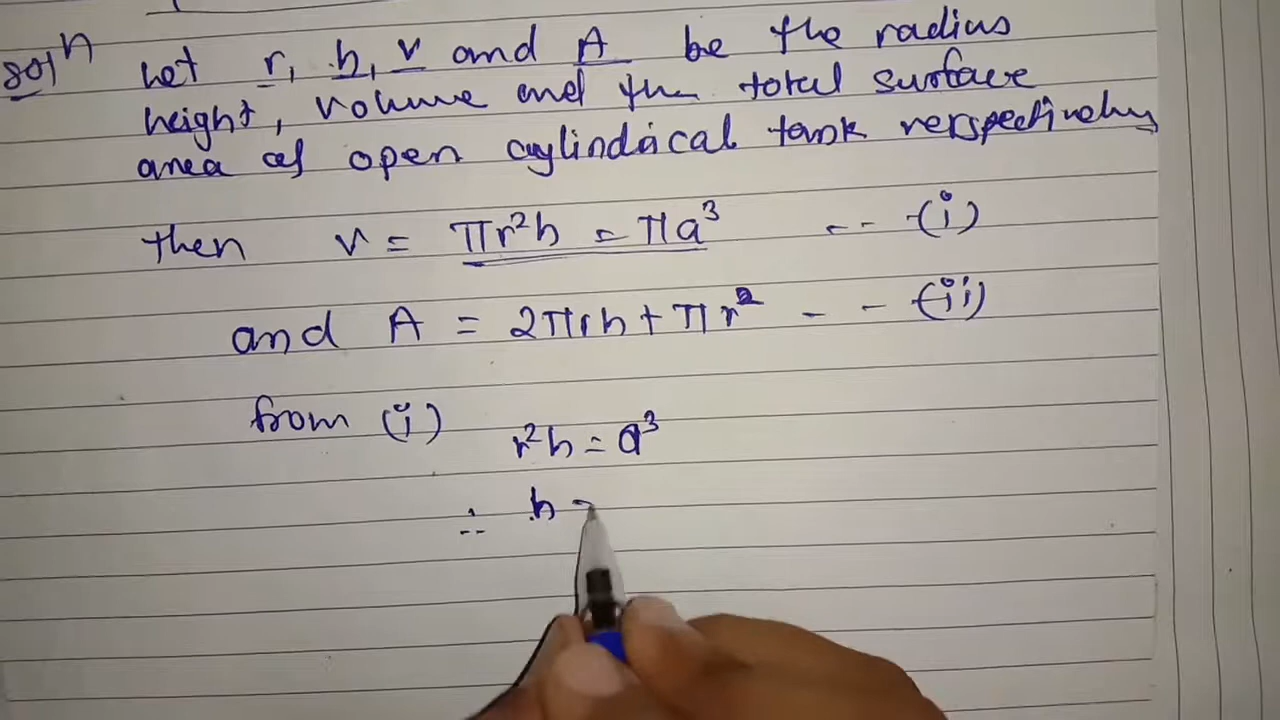 Solⁿ Let r, h, v and A be the radius
height, volume and the total surface
area of open cylindrical tank rerspectively
then v = πr²h = πa³ -- (i)
and A = 2πrh + πr² - - (ii)
from (i) r²h = a³
∴ h =